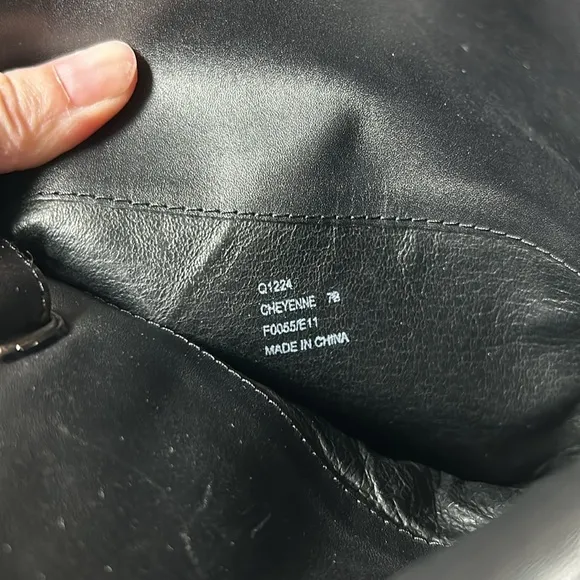 Q1224
CHEYENNE 7B
F0055/E11
MADE IN CHINA